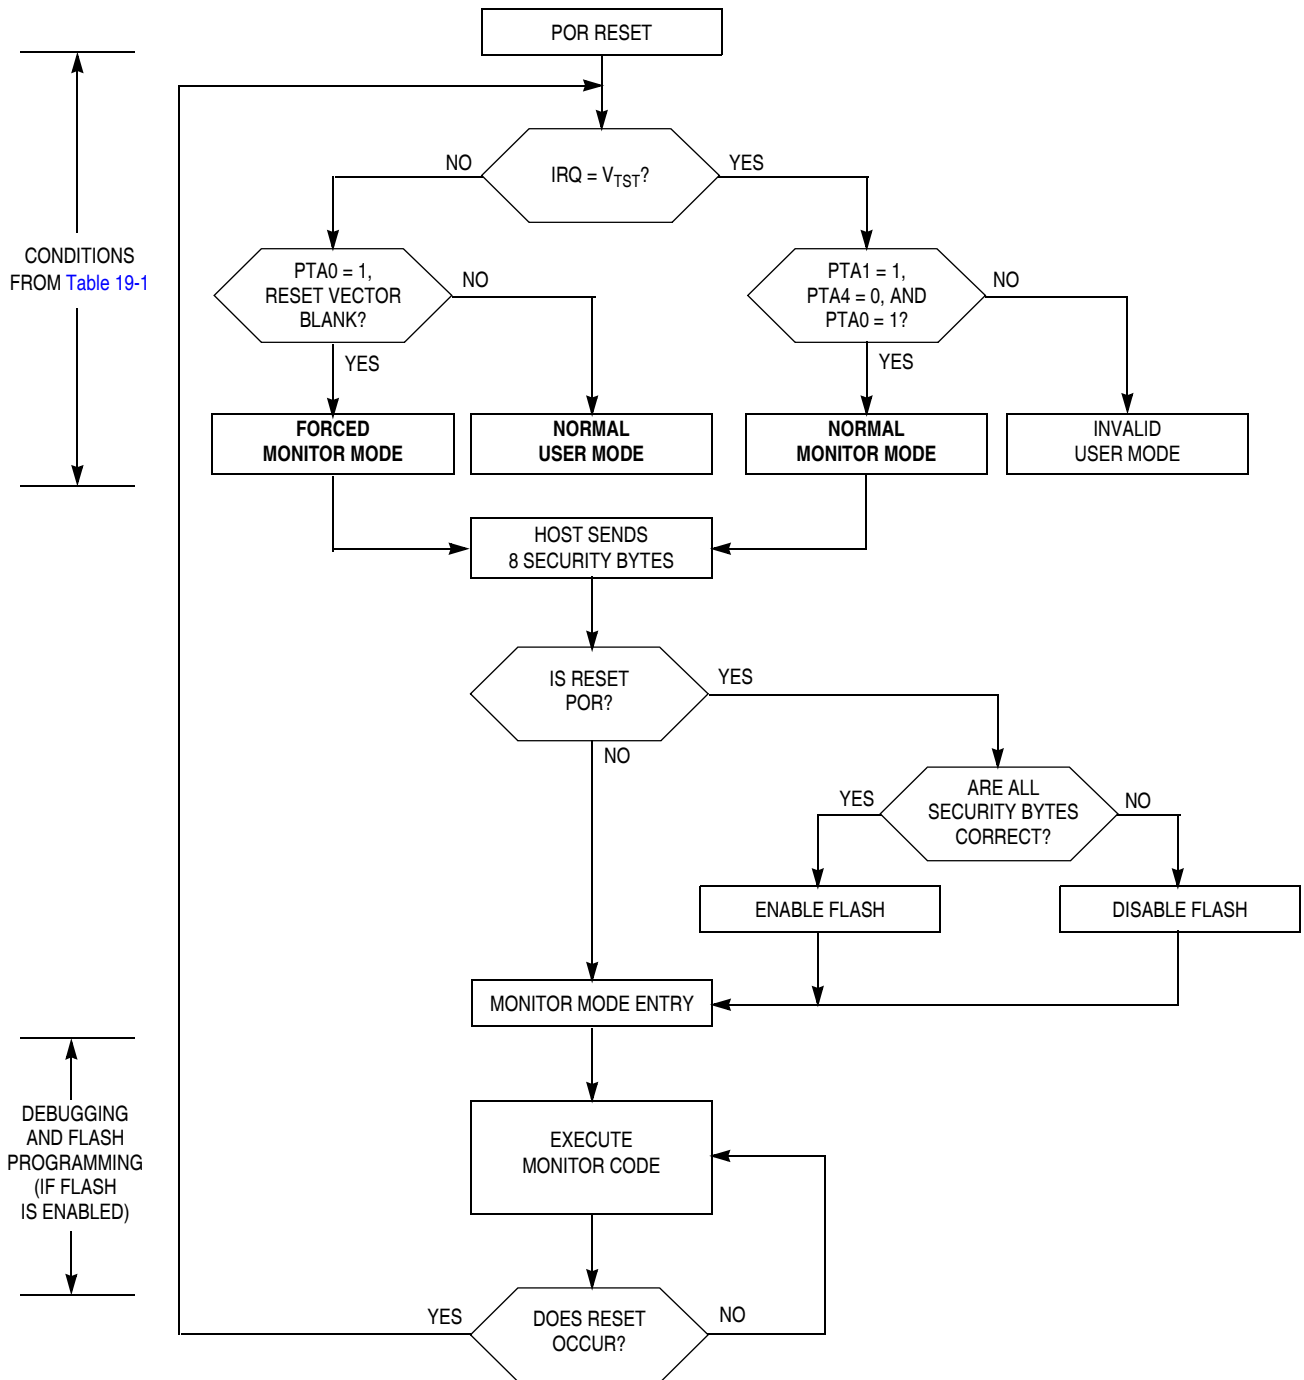 POR RESET
NO
IRQ = VTST?
YES
CONDITIONS
FROM Table 19-1
PTA0 = 1,
RESET VECTOR
BLANK?
NO
YES
PTA1 = 1,
PTA4 = 0, AND
PTA0 = 1?
NO
YES
FORCED
MONITOR MODE
NORMAL
USER MODE
NORMAL
MONITOR MODE
INVALID
USER MODE
HOST SENDS
8 SECURITY BYTES
IS RESET
POR?
YES
NO
YES
ARE ALL
SECURITY BYTES
CORRECT?
NO
ENABLE FLASH
DISABLE FLASH
MONITOR MODE ENTRY
DEBUGGING
AND FLASH
PROGRAMMING
(IF FLASH
IS ENABLED)
EXECUTE
MONITOR CODE
YES
DOES RESET
OCCUR?
NO